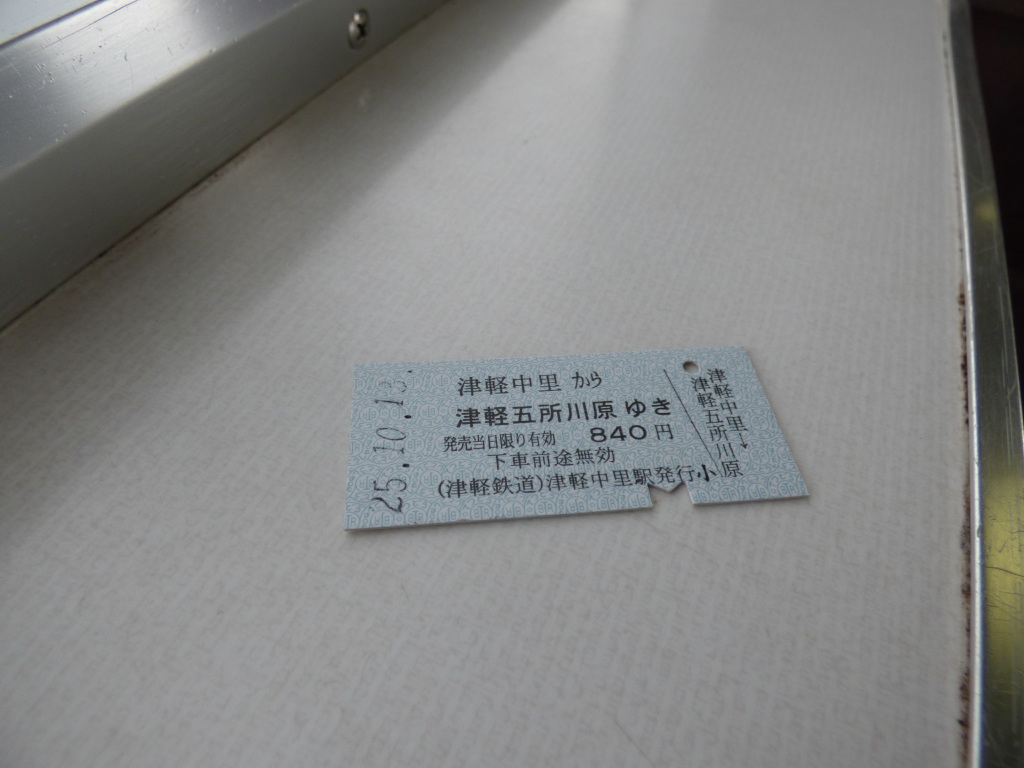 25.10.13.
津軽中里 から
津軽五所川原 ゆき
発売当日限り有効 840円
下車前途無効
(津軽鉄道)津軽中里駅発行
小
津軽中里→
津軽五所川原